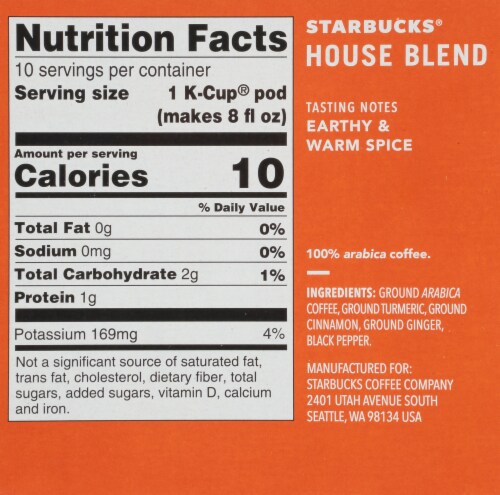 Nutrition Facts
10 servings per container
Serving size 1 K-Cup® pod
(makes 8 fl oz)
Amount per serving
Calories 10
% Daily Value
Total Fat 0g 0%
Sodium 0mg 0%
Total Carbohydrate 2g 1%
Protein 1g
Potassium 169mg 4%
Not a significant source of saturated fat,
trans fat, cholesterol, dietary fiber, total
sugars, added sugars, vitamin D, calcium
and iron.
STARBUCKS®
HOUSE BLEND
TASTING NOTES
EARTHY &
WARM SPICE
100% arabica coffee.
INGREDIENTS: GROUND ARABICA
COFFEE, GROUND TURMERIC, GROUND
CINNAMON, GROUND GINGER,
BLACK PEPPER.
MANUFACTURED FOR:
STARBUCKS COFFEE COMPANY
2401 UTAH AVENUE SOUTH
SEATTLE, WA 98134 USA